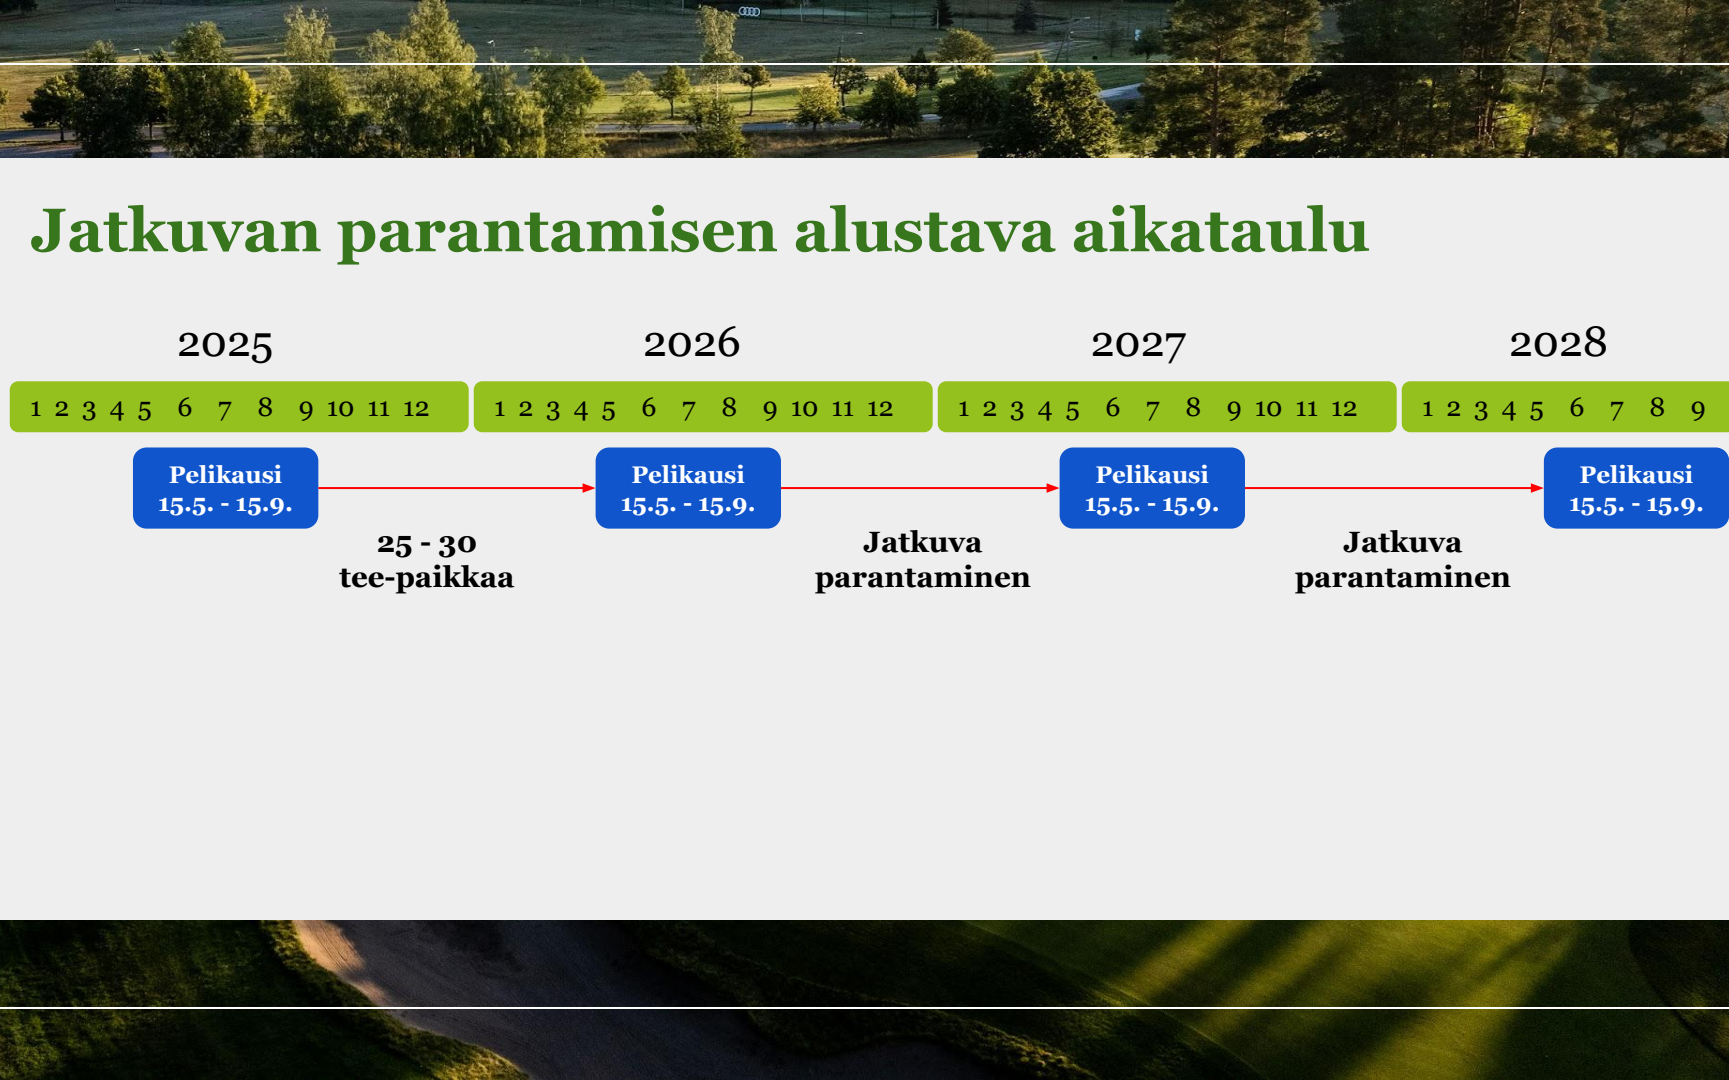 Jatkuvan parantamisen alustava aikataulu
2025 2026 2027 2028
1 2 3 4 5 6 7 8 9 10 11 12 1 2 3 4 5 6 7 8 9 10 11 12 1 2 3 4 5 6 7 8 9 10 11 12 1 2 3 4 5 6 7 8 9
Pelikausi
15.5. - 15.9.
Pelikausi
15.5. - 15.9.
Pelikausi
15.5. - 15.9.
Pelikausi
15.5. - 15.9.
25 - 30
tee-paikkaa
Jatkuva
parantaminen
Jatkuva
parantaminen